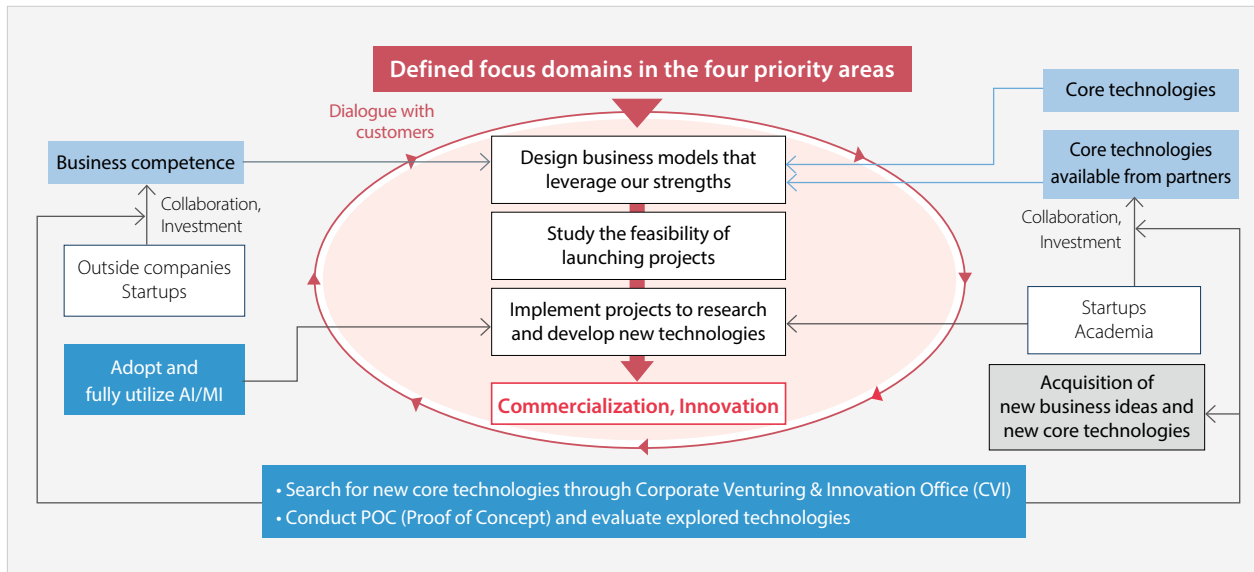 Defined focus domains in the four priority areas
Dialogue with
customers
Core technologies
Business competence
Design business models that
leverage our strengths
Core technologies
available from partners
Collaboration,
Investment
Collaboration,
Investment
Outside companies
Startups
Study the feasibility of
launching projects
Implement projects to research
and develop new technologies
Startups
Academia
Adopt and
fully utilize AI/MI
Commercialization, Innovation
Acquisition of
new business ideas and
new core technologies
• Search for new core technologies through Corporate Venturing & Innovation Office (CVI)
• Conduct POC (Proof of Concept) and evaluate explored technologies